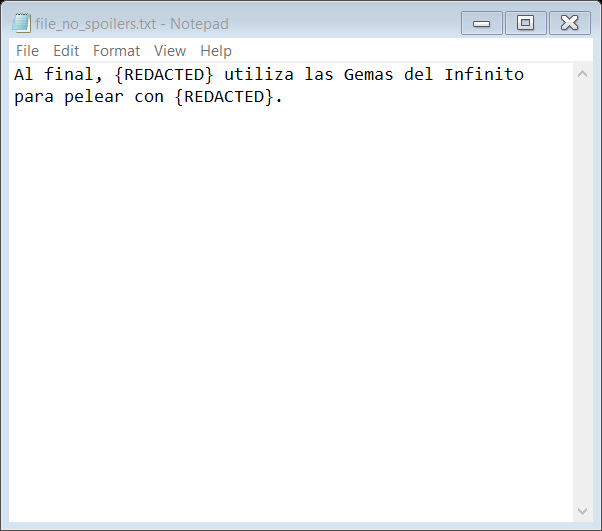 file_no_spoilers.txt - Notepad
File Edit Format View Help
Al final, {REDACTED} utiliza las Gemas del Infinito
para pelear con {REDACTED}.